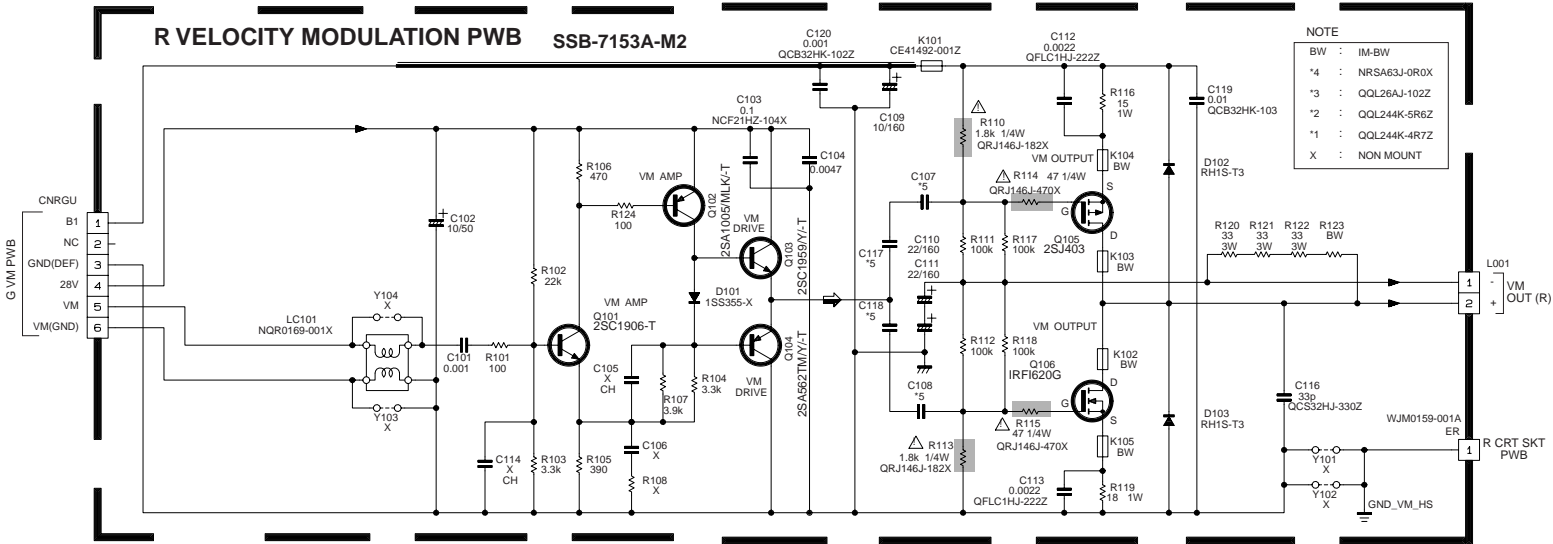 R VELOCITY MODULATION PWB SSB-7153A-M2
C120
0.001
QCB32HK-102Z
K101
CE41492-001Z
C112
0.0022
QFLC1HJ-222Z
NOTE
BW : IM-BW
*4 : NRSA63J-0R0X
*3 : QQL26AJ-102Z
*2 : QQL244K-5R6Z
*1 : QQL244K-4R7Z
X : NON MOUNT
C103
0.1
NCF21HZ-104X
+
C109
10/160
R110
1.8k 1/4W
QRJ146J-182X
R116
15
1W
C119
0.01
QCB32HK-103
C104
0.0047
R106
470
VM AMP
Q102
2SA1005/MLK/-T
R124
100
VM
DRIVE
Q103
2SC1959/Y/-T
C107
*5
VM OUTPUT
K104
BW
R114 47 1/4W
QRJ146J-470X
S
G
D
Q105
2SJ403
D102
RH1S-T3
CNRGU
G VM PWB
B1 1
NC 2
GND(DEF) 3
28V 4
VM 5
VM(GND) 6
+
C102
10/50
R102
22k
D101
1SS355-X
C117
*5
C110
22/160
C111
22/160
+
+
R111
100k
R117
100k
K103
BW
R120
33
3W
R121
33
3W
R122
33
3W
R123
BW
L001
1 -
2 +
VM
OUT (R)
Y104
X
LC101
NQR0169-001X
Y103
X
C101
0.001
R101
100
VM AMP
Q101
2SC1906-T
C118
*5
R112
100k
R118
100k
VM OUTPUT
Q106
IRFI620G
K102
BW
D
G
S
C105
X
CH
R107
3.9k
R104
3.3k
VM
DRIVE
Q104
2SA562TM/Y/-T
C108
*5
R115
47 1/4W
QRJ146J-470X
K105
BW
D103
RH1S-T3
C116
33p
QCS32HJ-330Z
WJM0159-001A
ER
1
R CRT SKT
PWB
C114
X
CH
R103
3.3k
R105
390
C106
X
R108
X
R113
1.8k 1/4W
QRJ146J-182X
C113
0.0022
QFLC1HJ-222Z
R119
18 1W
Y101
X
Y102
X
GND_VM_HS